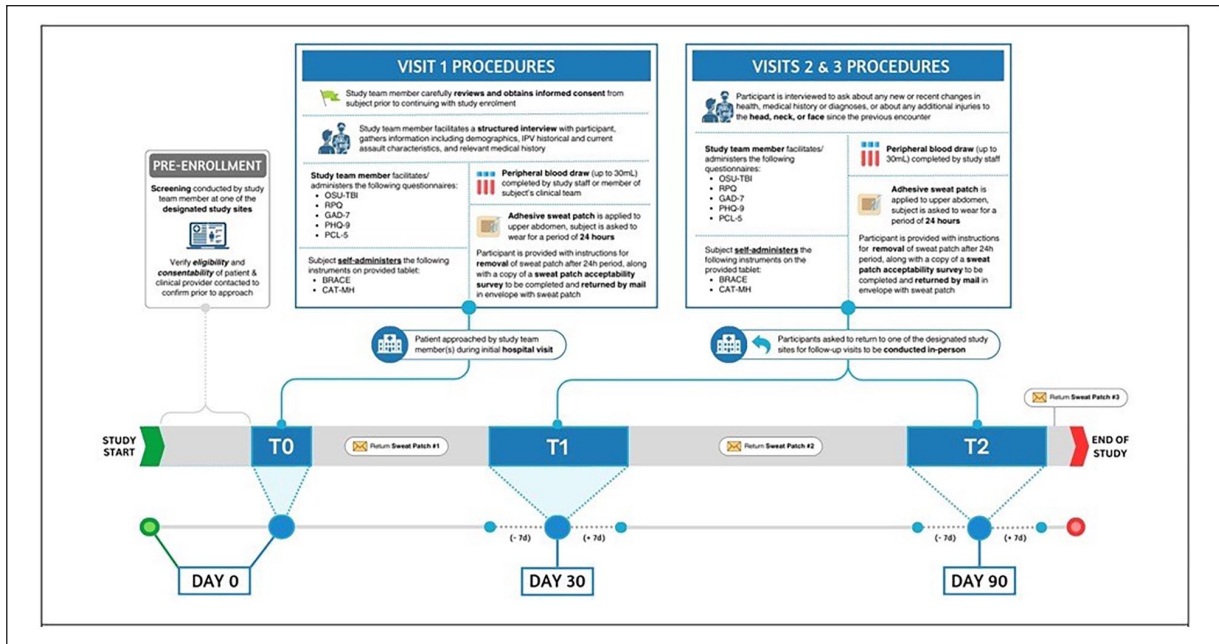 VISIT 1 PROCEDURES
Study team member carefully reviews and obtains informed consent from
subject prior to continuing with study enrolment
Study team member facilitates a structured interview with participant,
gathers information including demographics, IPV historical and current
assault characteristics, and relevant medical history
Study team member facilitates/
administers the following questionnaires:
• OSU-TBI
• RPQ
• GAD-7
• PHQ-9
• PCL-5
Subject self-administers the following
instruments on provided tablet:
• BRACE
• CAT-MH
Peripheral blood draw (up to 30mL)
completed by study staff or member of
subject's clinical team
Adhesive sweat patch is applied to
upper abdomen, subject is asked to
wear for a period of 24 hours
Participant is provided with instructions for
removal of sweat patch after 24h period, along
with a copy of a sweat patch acceptability
survey to be completed and returned by mail
in envelope with sweat patch
VISITS 2 & 3 PROCEDURES
Participant is interviewed to ask about any new or recent changes in
health, medical history or diagnoses, or about any additional injuries to
the head, neck, or face since the previous encounter
Study team member facilitates/
administers the following
questionnaires:
• OSU-TBI
• RPQ
• GAD-7
• PHQ-9
• PCL-5
Subject self-administers the
following instruments on the
provided tablet:
• BRACE
• CAT-MH
Peripheral blood draw (up to
30mL) completed by study staff
Adhesive sweat patch is
applied to upper abdomen,
subject is asked to wear for a
period of 24 hours
Participant is provided with instructions
for removal of sweat patch after 24h
period, along with a copy of a sweat
patch acceptability survey to be
completed and returned by mail in
envelope with sweat patch
PRE-ENROLLMENT
Screening conducted by study
team member at one of the
designated study sites
Verify eligibility and
consentability of patient &
clinical provider contacted to
confirm prior to approach
Patient approached by study team
member(s) during initial hospital visit
Participants asked to return to one of the designated study
sites for follow-up visits to be conducted in-person
Return Sweat Patch #3
STUDY
START
T0
Return Sweat Patch #1
T1
Return Sweat Patch #2
T2
END OF
STUDY
(- 7d)
(+ 7d)
(- 7d)
(+ 7d)
DAY 0
DAY 30
DAY 90